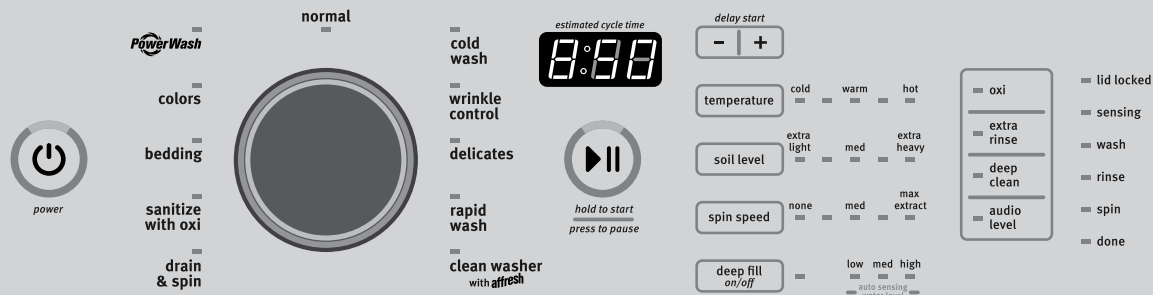 normal
PowerWash
colors
bedding
sanitize
with oxi
drain
& spin
power
cold
wash
wrinkle
control
delicates
rapid
wash
clean washer
with affresh
estimated cycle time
8:50
hold to start
press to pause
delay start
- +
temperature
cold warm hot
soil level
extra
light
med
extra
heavy
spin speed
none med
max
extract
deep fill
on/off
low med high
auto sensing
water level
oxi
extra
rinse
deep
clean
audio
level
lid locked
sensing
wash
rinse
spin
done